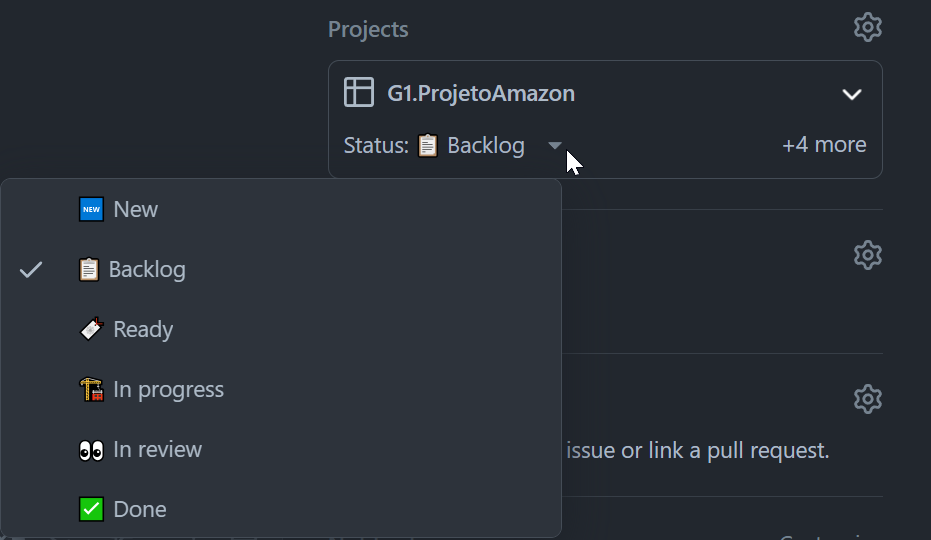 Projects
G1.ProjetoAmazon
Status: 📋 Backlog
+4 more
🆕 New
📋 Backlog
🔖 Ready
🏗 In progress
👀 In review
✅ Done
issue or link a pull request.